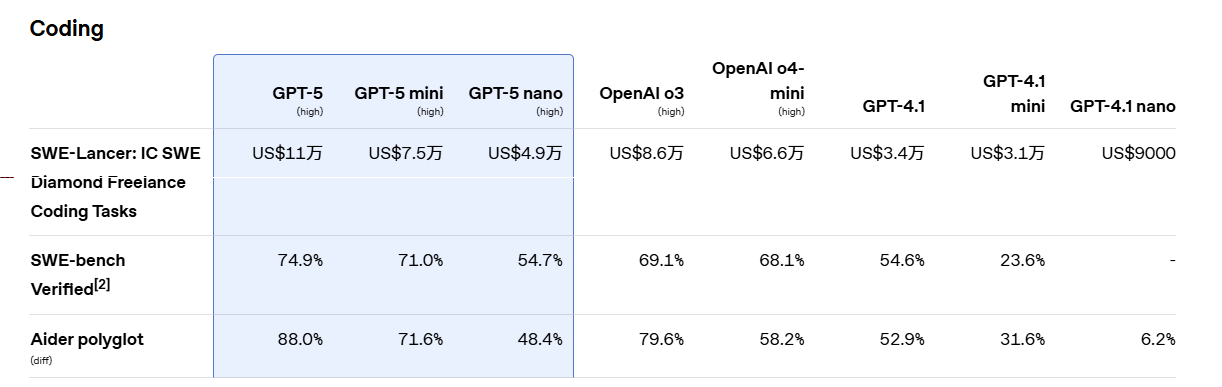 Coding
GPT-5 (high) GPT-5 mini (high) GPT-5 nano (high) OpenAI o3 (high) OpenAI o4-mini (high) GPT-4.1 GPT-4.1 mini GPT-4.1 nano
SWE-Lancer: IC SWE Diamond Freelance Coding Tasks US$11万 US$7.5万 US$4.9万 US$8.6万 US$6.6万 US$3.4万 US$3.1万 US$9000
SWE-bench Verified[2] 74.9% 71.0% 54.7% 69.1% 68.1% 54.6% 23.6% -
Aider polyglot (diff) 88.0% 71.6% 48.4% 79.6% 58.2% 52.9% 31.6% 6.2%